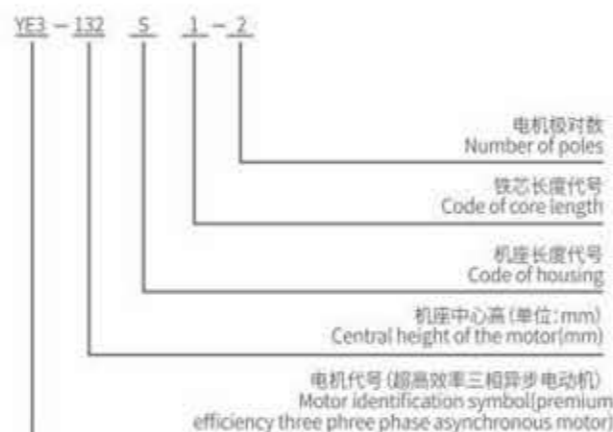 YE3-132 S 1-2
电机极对数
Number of poles
铁芯长度代号
Code of core length
机座长度代号
Code of housing
机座中心高(单位:mm)
Central height of the motor(mm)
电机代号(超高效率三相异步电动机)
Motor identification symbol(premium
efficiency three phree phase asynchronous motor)